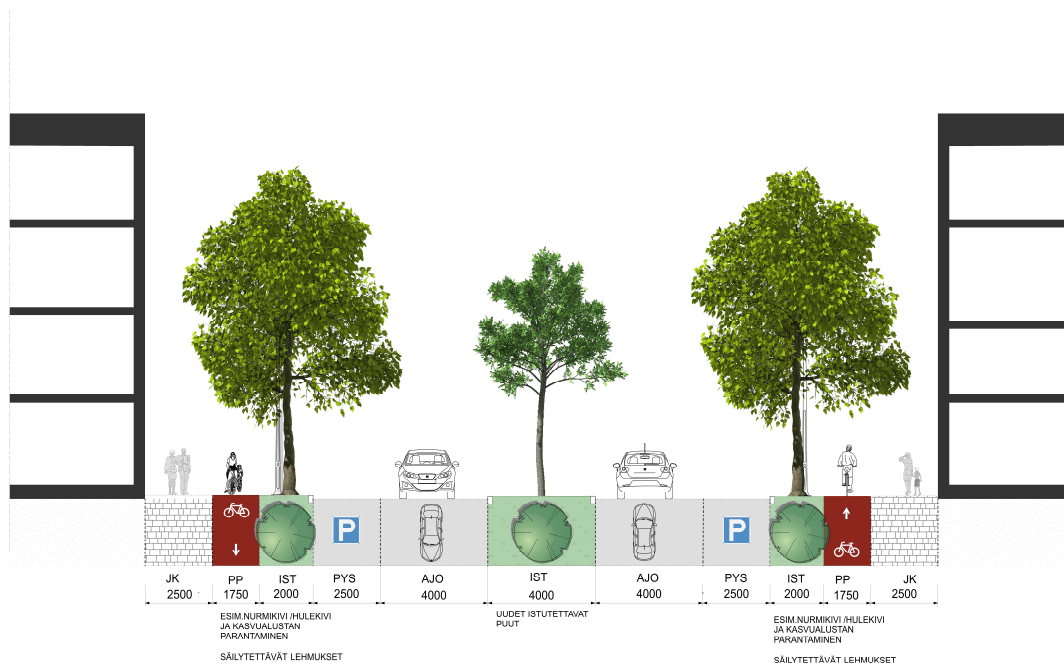 P
P
JK PP IST PYS AJO IST AJO PYS IST PP JK
2500 1750 2000 2500 4000 4000 4000 2500 2000 1750 2500
ESIM.NURMIKIVI /HULEKIVI
JA KASVUALUSTAN
PARANTAMINEN
SÄILYTETTÄVÄT LEHMUKSET
UUDET ISTUTETTAVAT
PUUT
ESIM.NURMIKIVI /HULEKIVI
JA KASVUALUSTAN
PARANTAMINEN
SÄILYTETTÄVÄT LEHMUKSET